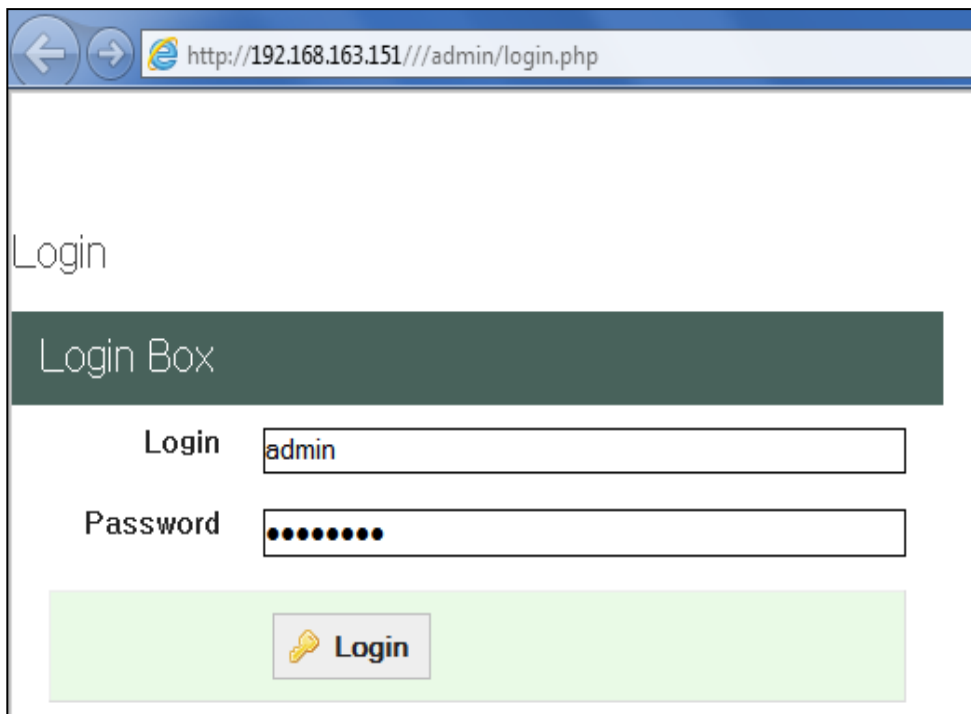 http://192.168.163.151///admin/login.php
Login
Login Box
Login admin
Password ••••••••
Login